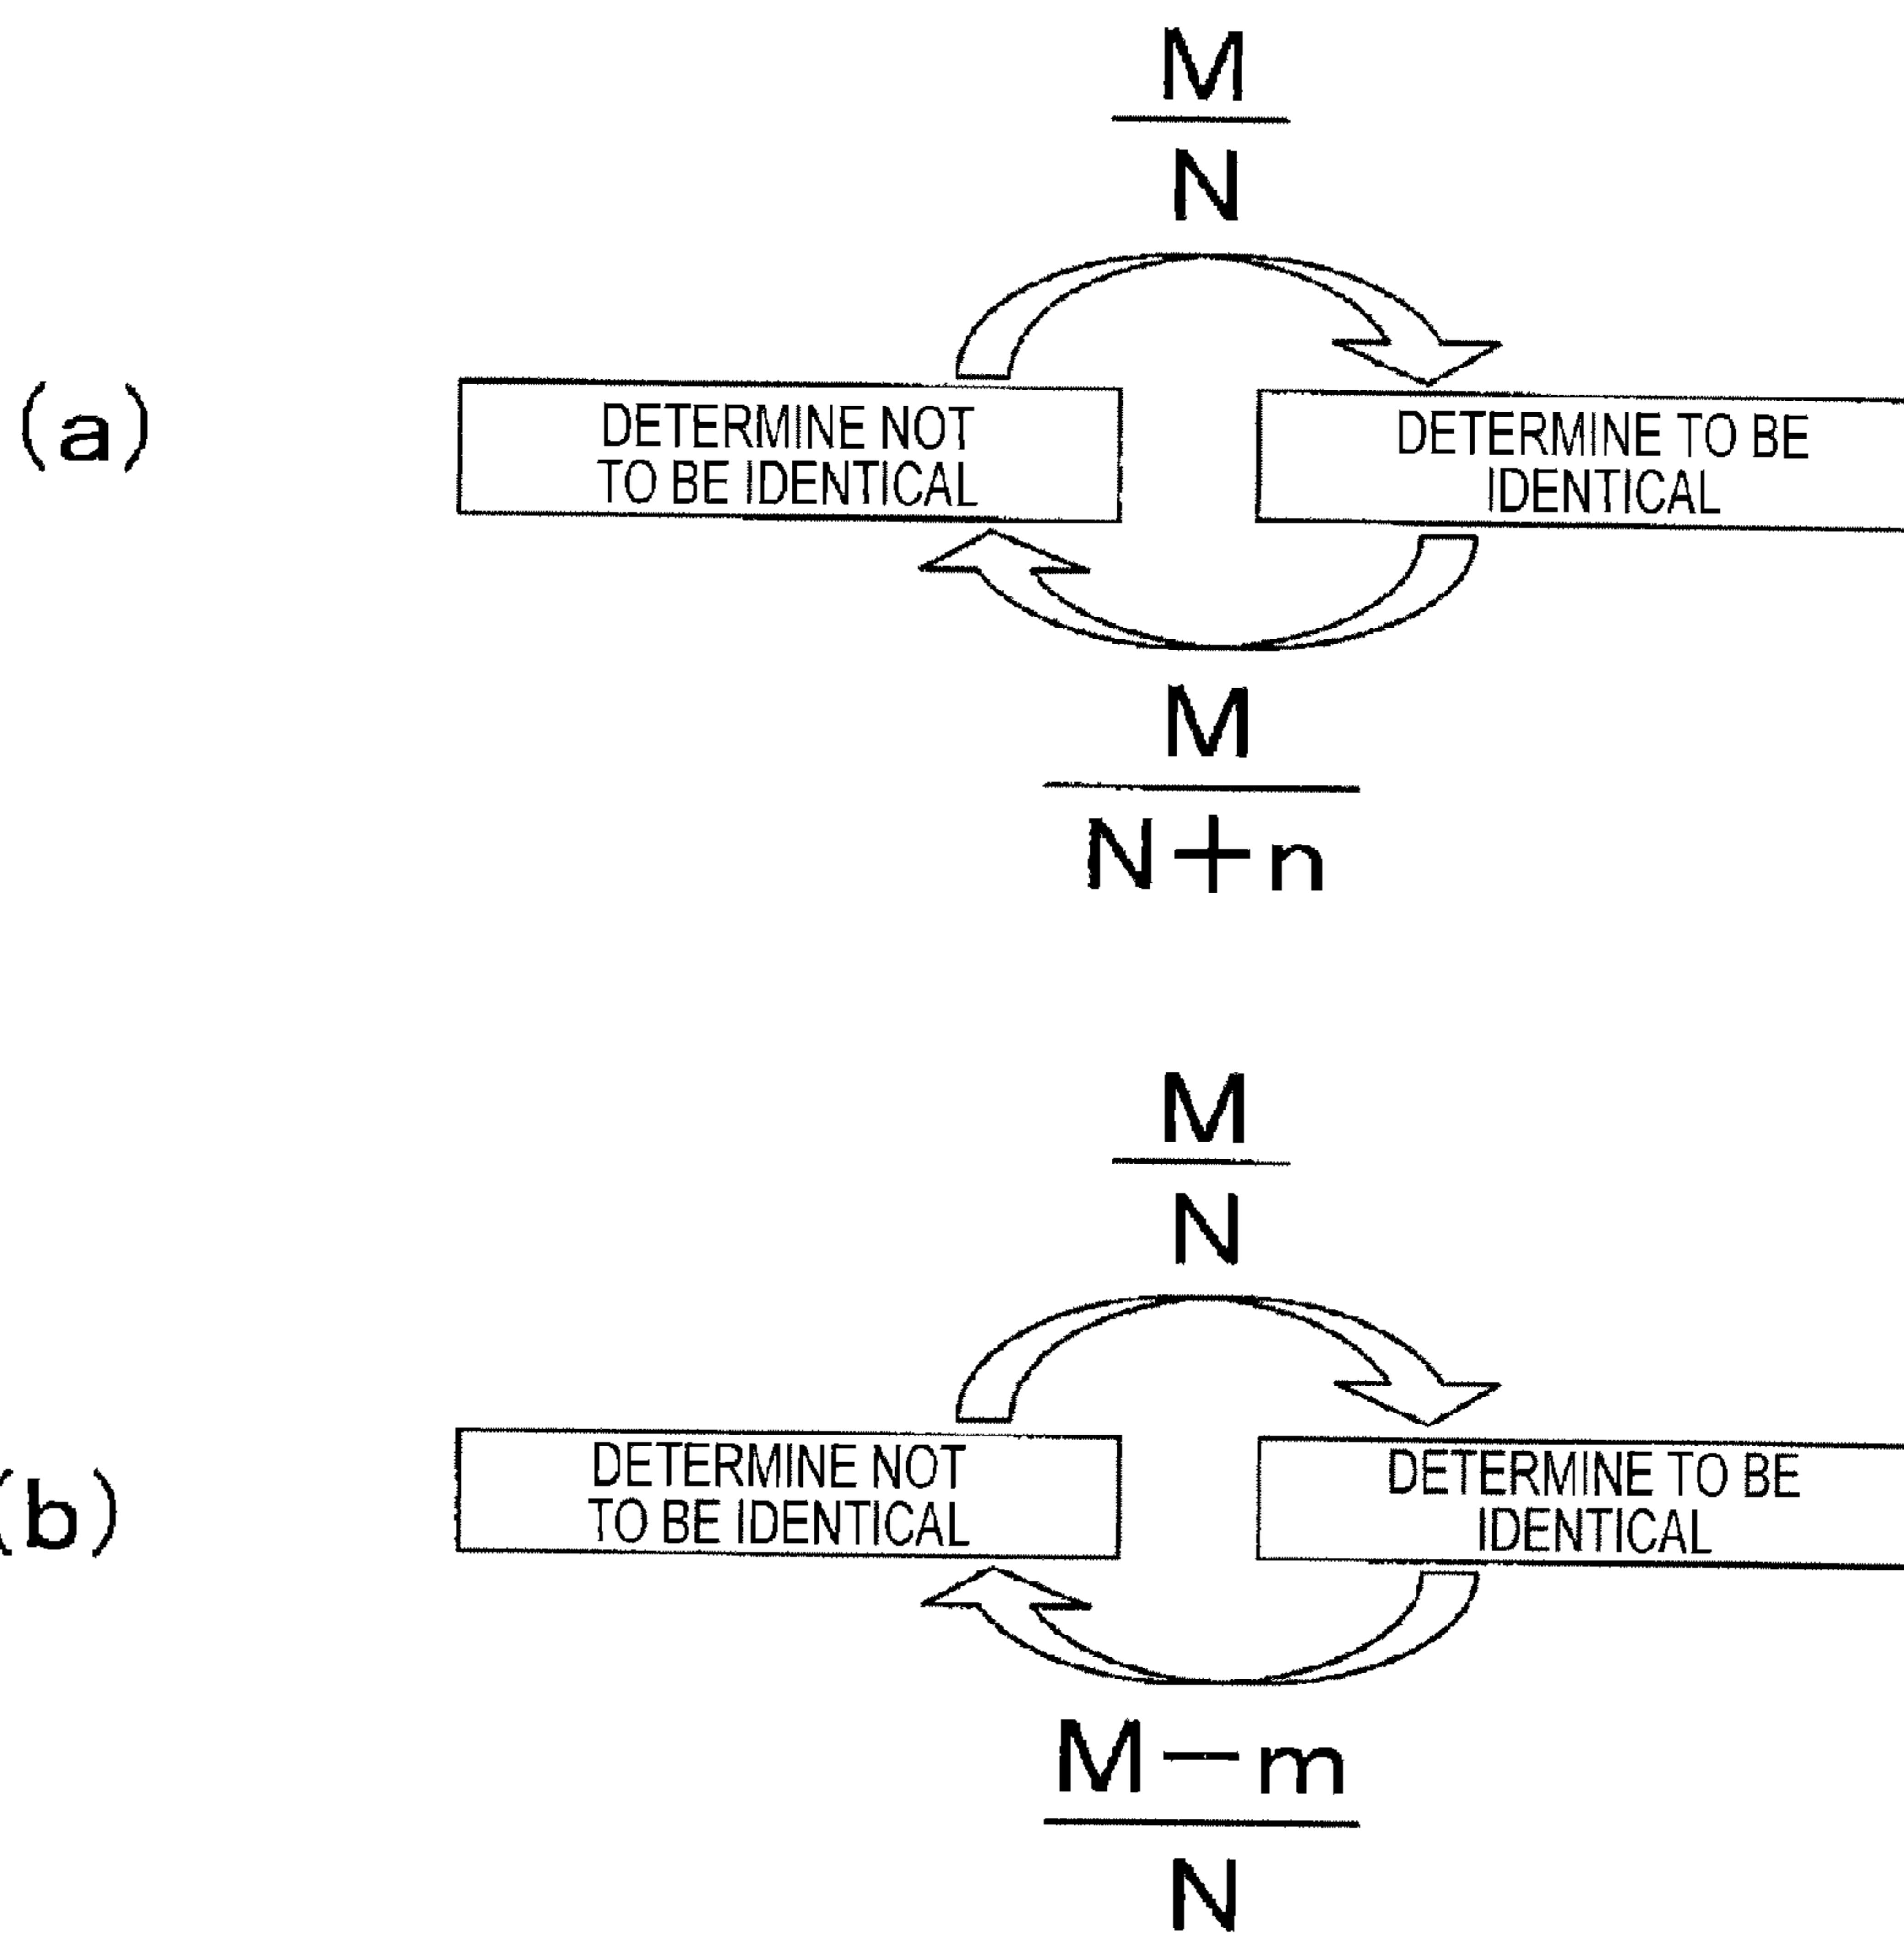 M
N
(a)
DETERMINE NOT
TO BE IDENTICAL
DETERMINE TO BE
IDENTICAL
M
N+n
M
N
(b)
DETERMINE NOT
TO BE IDENTICAL
DETERMINE TO BE
IDENTICAL
M-m
N